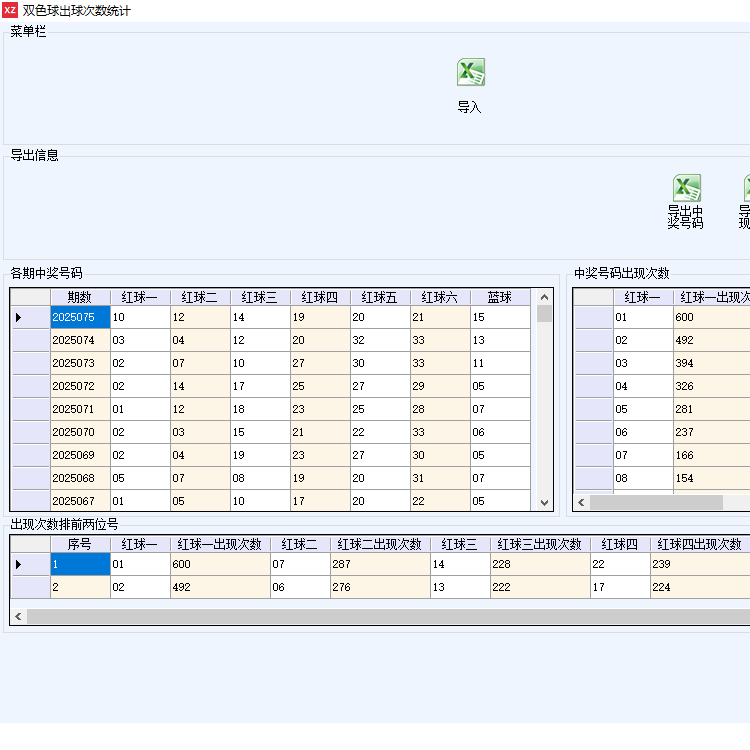 XZ 双色球出球次数统计
菜单栏
导入
导出信息
导出中
奖号码
各期中奖号码
期数 红球一 红球二 红球三 红球四 红球五 红球六 蓝球
2025075 10 12 14 19 20 21 15
2025074 03 04 12 20 32 33 13
2025073 02 07 10 27 30 33 11
2025072 02 14 17 25 27 29 05
2025071 01 12 18 23 25 28 07
2025070 02 03 15 21 22 33 06
2025069 02 04 19 23 27 30 05
2025068 05 07 08 19 20 31 07
2025067 01 05 10 17 20 22 05
中奖号码出现次数
红球一 红球一出现次
01 600
02 492
03 394
04 326
05 281
06 237
07 166
08 154
出现次数排前两位号
序号 红球一 红球一出现次数 红球二 红球二出现次数 红球三 红球三出现次数 红球四 红球四出现次数
1 01 600 07 287 14 228 22 239
2 02 492 06 276 13 222 17 224